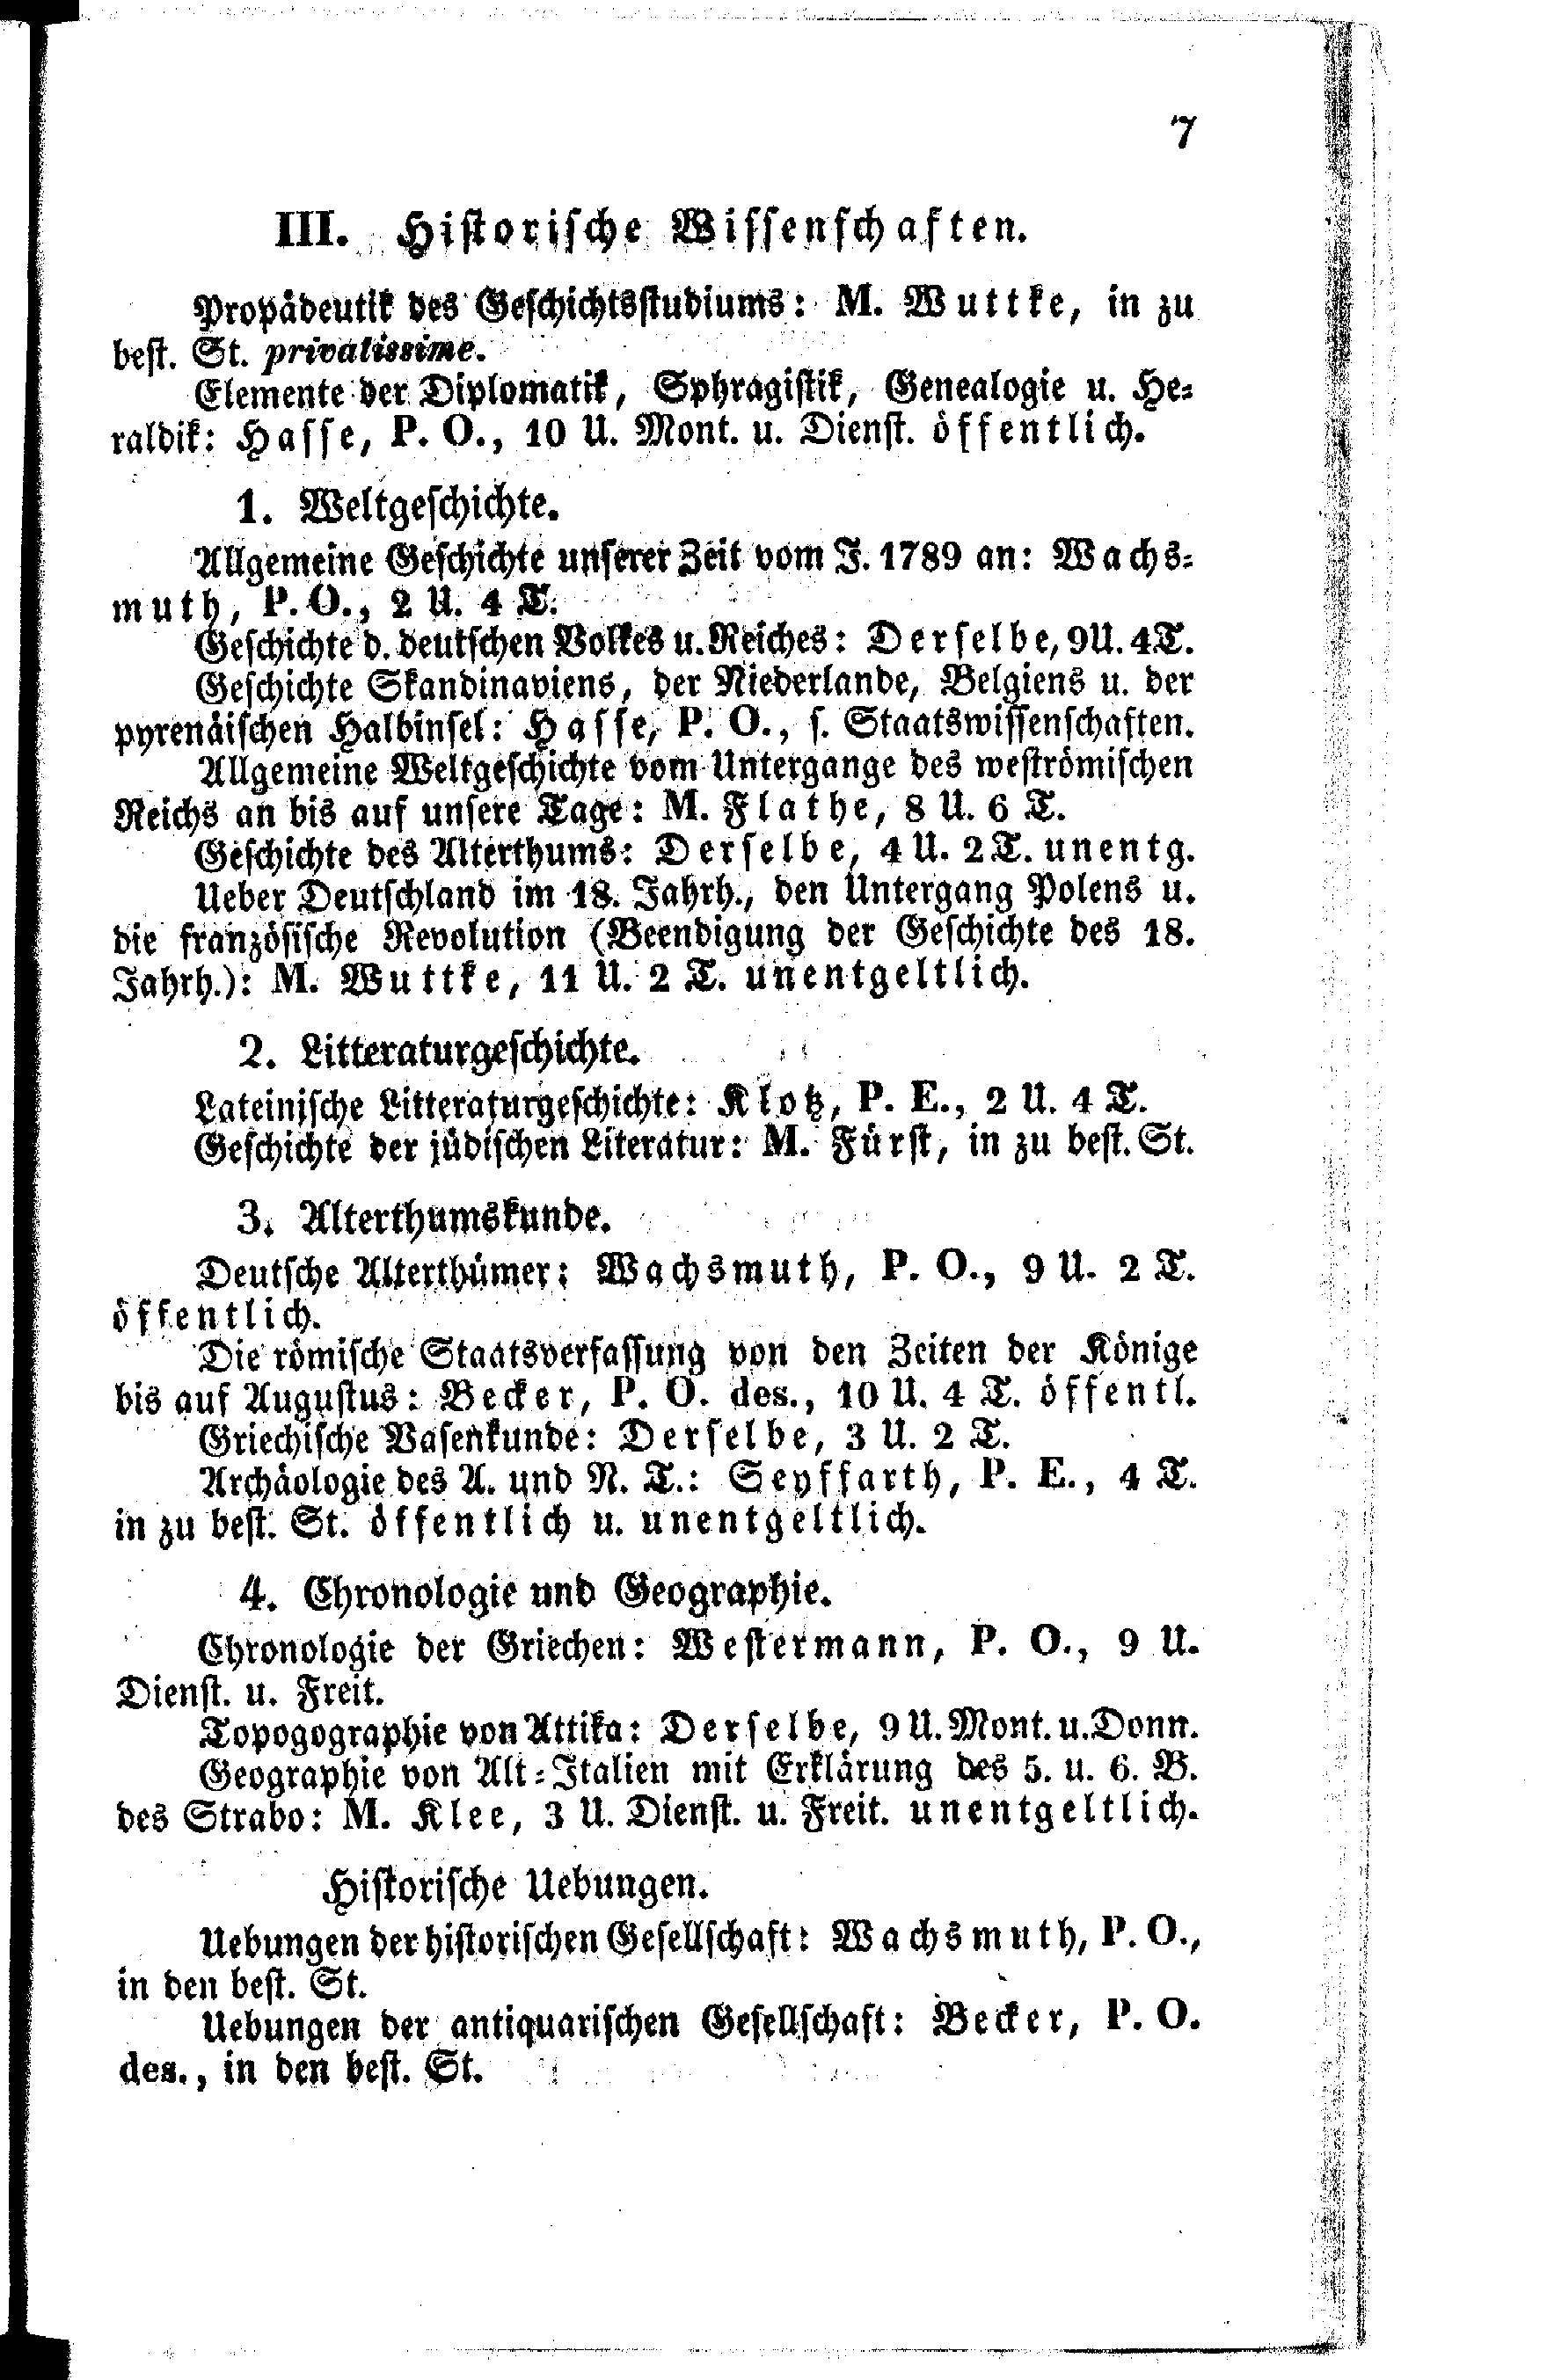 7
III. Historische Wissenschaften.
Propädeutik des Geschichtsstudiums: M. Wuttke, in zu
best. St. privatissime.
Elemente der Diplomatik, Sphragistik, Genealogie u. He-
raldik: Hasse, P. O., 10 U. Mont. u. Dienst. öffentlich.
1. Weltgeschichte.
Allgemeine Geschichte unserer Zeit vom J. 1789 an: Wachs-
muth, P. O., 2 U. 4 T.
Geschichte d. deutschen Volkes u. Reiches: Derselbe, 9 U. 4 T.
Geschichte Skandinaviens, der Niederlande, Belgiens u. der
pyrenäischen Halbinsel: Hasse, P. O., s. Staatswissenschaften.
Allgemeine Weltgeschichte vom Untergange des weströmischen
Reichs an bis auf unsere Tage: M. Flathe, 8 U. 6 T.
Geschichte des Alterthums: Derselbe, 4 U. 2 T. unentg.
Ueber Deutschland im 18. Jahrh., den Untergang Polens u.
die französische Revolution (Beendigung der Geschichte des 18.
Jahrh.): M. Wuttke, 11 U. 2 T. unentgeltlich.
2. Litteraturgeschichte.
Lateinische Litteraturgeschichte: Klotz, P. E., 2 U. 4 T.
Geschichte der jüdischen Literatur: M. Fürst, in zu best. St.
3. Alterthumskunde.
Deutsche Alterthümer: Wachsmuth, P. O., 9 U. 2 T.
öffentlich.
Die römische Staatsverfassung von den Zeiten der Könige
bis auf Augustus: Becker, P. O. des., 10 U. 4 T. öffentl.
Griechische Vasenkunde: Derselbe, 3 U. 2 T.
Archäologie des A. und N. T.: Seyffarth, P. E., 4 T.
in zu best. St. öffentlich u. unentgeltlich.
4. Chronologie und Geographie.
Chronologie der Griechen: Westermann, P. O., 9 U.
Dienst. u. Freit.
Topogographie von Attika: Derselbe, 9 U. Mont. u. Donn.
Geographie von Alt-Italien mit Erklärung des 5. u. 6. B.
des Strabo: M. Klee, 3 U. Dienst. u. Freit. unentgeltlich.
Historische Uebungen.
Uebungen der historischen Gesellschaft: Wachsmuth, P. O.,
in den best. St.
Uebungen der antiquarischen Gesellschaft: Becker, P. O.
des., in den best. St.